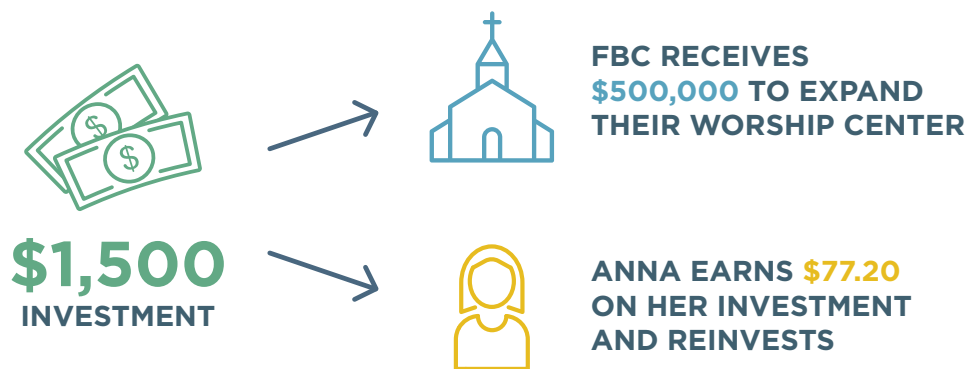 $ $
$1,500
INVESTMENT
FBC RECEIVES
$500,000 TO EXPAND
THEIR WORSHIP CENTER
ANNA EARNS $77.20
ON HER INVESTMENT
AND REINVESTS